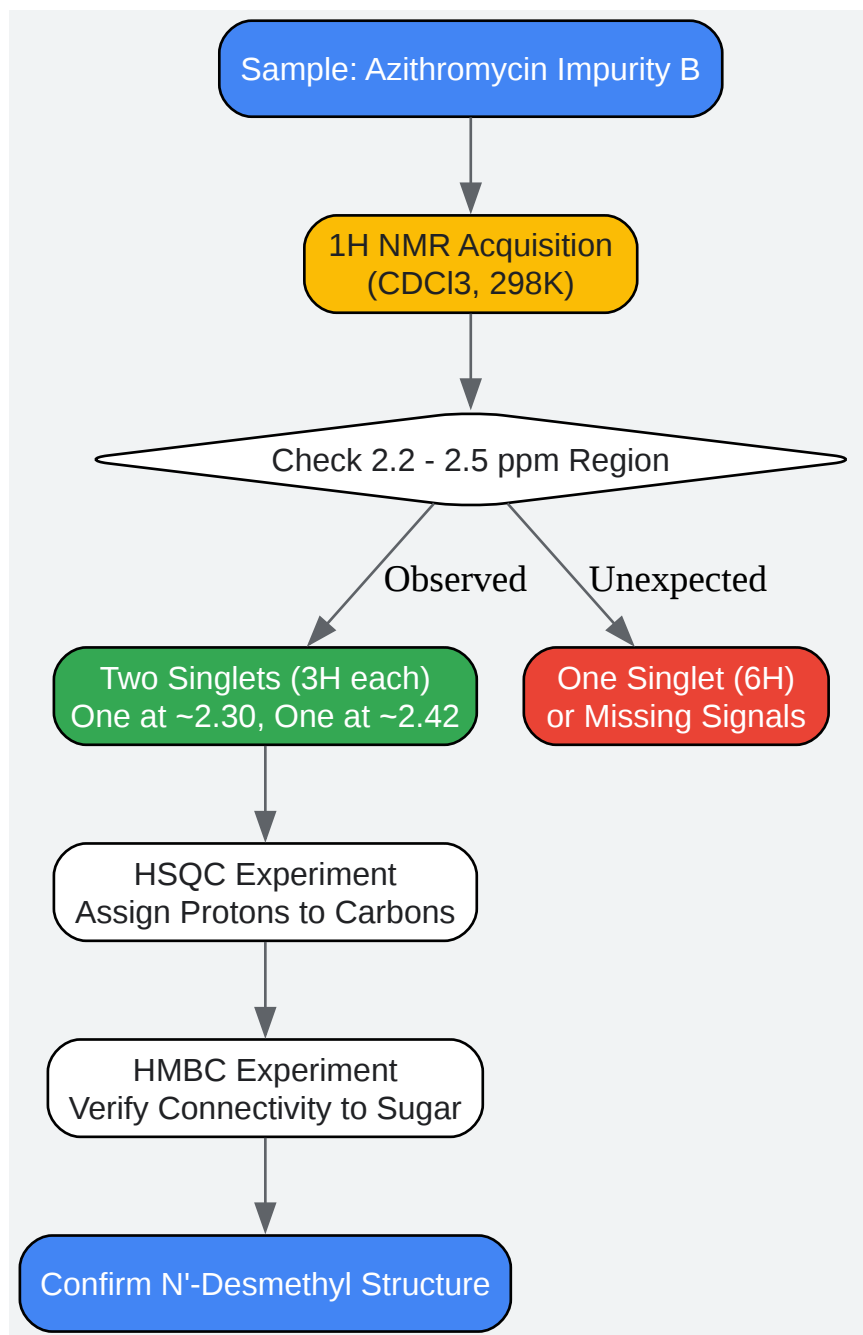 Sample: Azithromycin Impurity B
1H NMR Acquisition
(CDCl3, 298K)
Check 2.2 - 2.5 ppm Region
Observed
Unexpected
Two Singlets (3H each)
One at ~2.30, One at ~2.42
One Singlet (6H)
or Missing Signals
HSQC Experiment
Assign Protons to Carbons
HMBC Experiment
Verify Connectivity to Sugar
Confirm N'-Desmethyl Structure